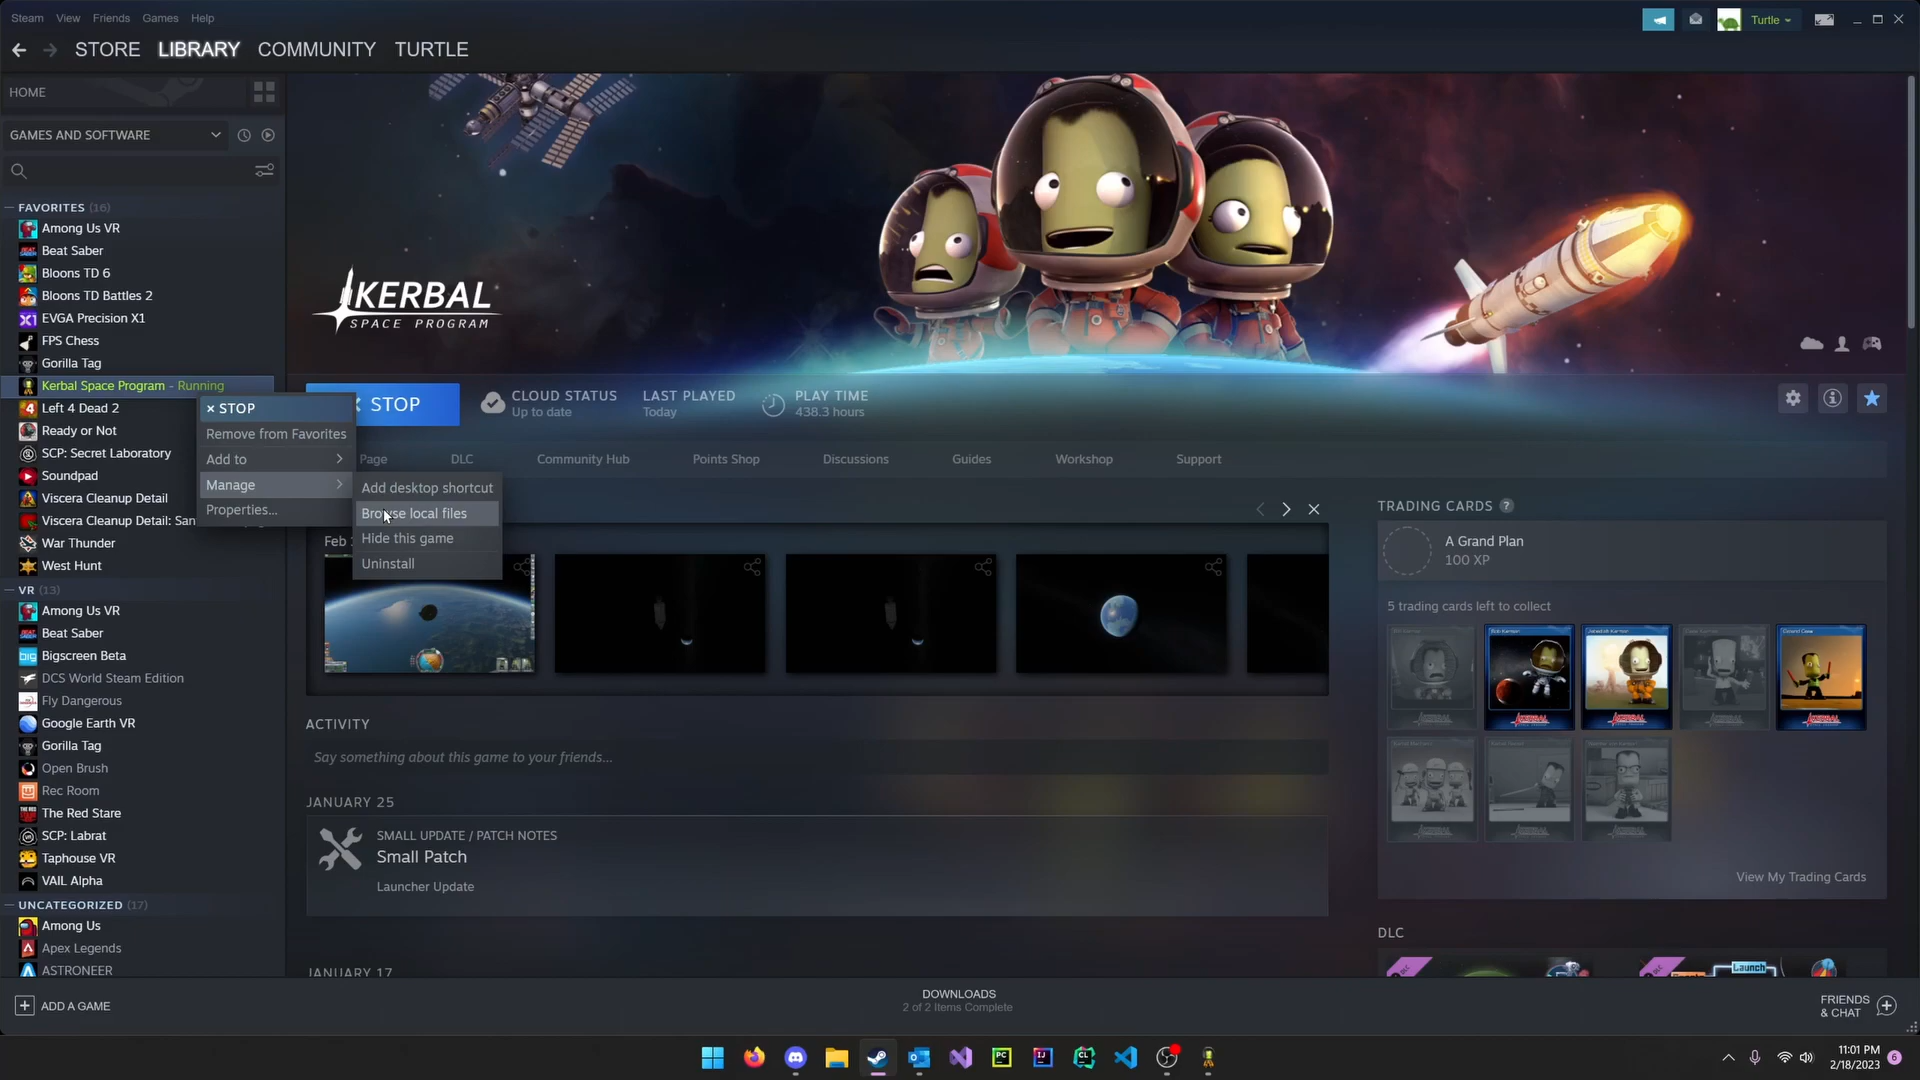 Steam View Friends Games Help
Turtle
STORE LIBRARY COMMUNITY TURTLE
HOME
GAMES AND SOFTWARE
FAVORITES (16)
Among Us VR
Beat Saber
Bloons TD 6
Bloons TD Battles 2
EVGA Precision X1
FPS Chess
Gorilla Tag
Kerbal Space Program - Running
Left 4 Dead 2
Ready or Not
SCP: Secret Laboratory
Soundpad
Viscera Cleanup Detail
Viscera Cleanup Detail: San
War Thunder
West Hunt
VR (13)
Among Us VR
Beat Saber
Bigscreen Beta
DCS World Steam Edition
Fly Dangerous
Google Earth VR
Gorilla Tag
Open Brush
Rec Room
The Red Stare
SCP: Labrat
Taphouse VR
VAIL Alpha
UNCATEGORIZED (17)
Among Us
Apex Legends
ASTRONEER
ADD A GAME
× STOP
Remove from Favorites
Add to
Manage
Properties...
Add desktop shortcut
Browse local files
Hide this game
Uninstall
KERBAL
SPACE PROGRAM
STOP
CLOUD STATUS
Up to date
LAST PLAYED
Today
PLAY TIME
438.3 hours
Page DLC Community Hub Points Shop Discussions Guides Workshop Support
Feb
ACTIVITY
Say something about this game to your friends...
JANUARY 25
SMALL UPDATE / PATCH NOTES
Small Patch
Launcher Update
JANUARY 17
TRADING CARDS ?
A Grand Plan
100 XP
5 trading cards left to collect
View My Trading Cards
DLC
Launch
DOWNLOADS
2 of 2 Items Complete
FRIENDS
& CHAT
11:01 PM
2/18/2023
6